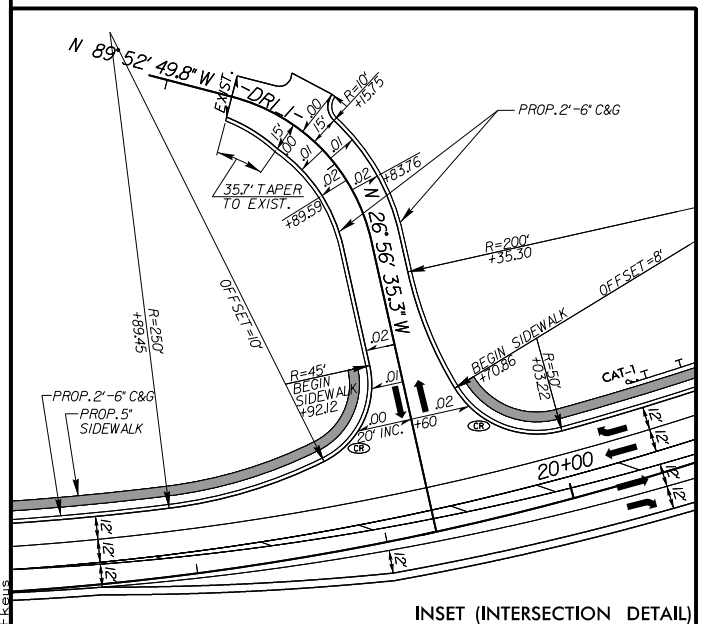 N 89° 52' 49.8" W
EXIST.
-DRI 1-
.00
R=10'
+15.75
15'
15'
.00
.01
.01
PROP. 2'-6" C&G
.02
.02
+83.76
35.7' TAPER
TO EXIST.
+89.59
N 26° 56' 35.3" W
R=200'
+35.30
OFFSET=8'
OFFSET=10'
R=250'
+89.45
.02
BEGIN SIDEWALK
+70.86
R=50'
+03.22
CAT-1
T
T
R=45'
BEGIN
SIDEWALK
+92.12
.01
.02
.00
20' INC.
+60
CR
CR
PROP. 2'-6" C&G
PROP. 5"
SIDEWALK
12'
12'
20+00
12'
12'
12'
12'
12'
12'
12'
INSET (INTERSECTION DETAIL)